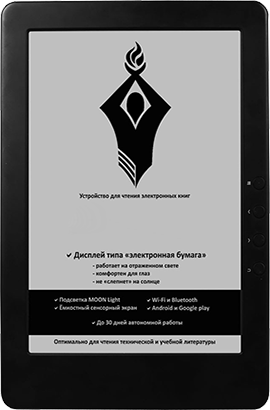 Устройство для чтения электронных книг
✓ Дисплей типа «электронная бумага»
- работает на отраженном свете
- комфортен для глаз
- не «слепнет» на солнце
✓ Подсветка MOON Light ✓ Wi-Fi и Bluetooth
✓ Ёмкостный сенсорный экран ✓ Android и Google play
✓ До 30 дней автономной работы
Оптимально для чтения технической и учебной литературы